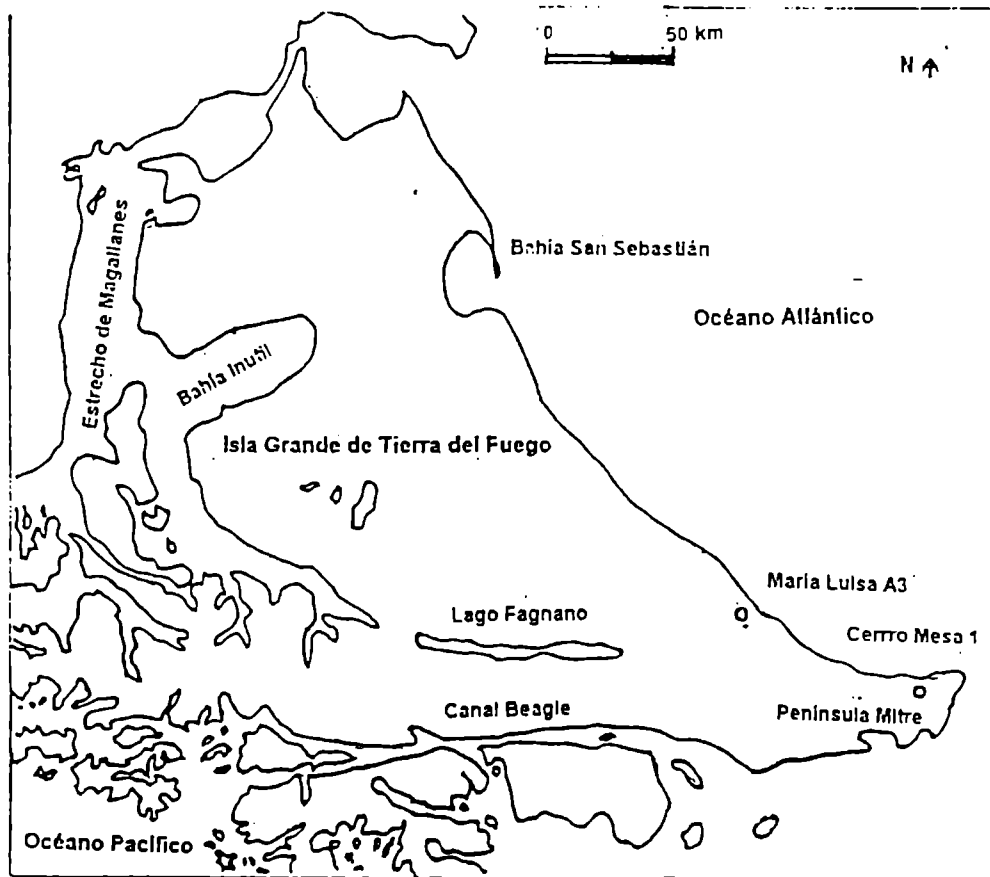 0 50 km
N
Bahía San Sebastián
Océano Atlántico
Estrecho de Magallanes
Bahía Inutil
Isla Grande de Tierra del Fuego
María Luisa A3
Lago Fagnano
Cerrro Mesa 1
Canal Beagle
Península Mitre
Océano Pacífico